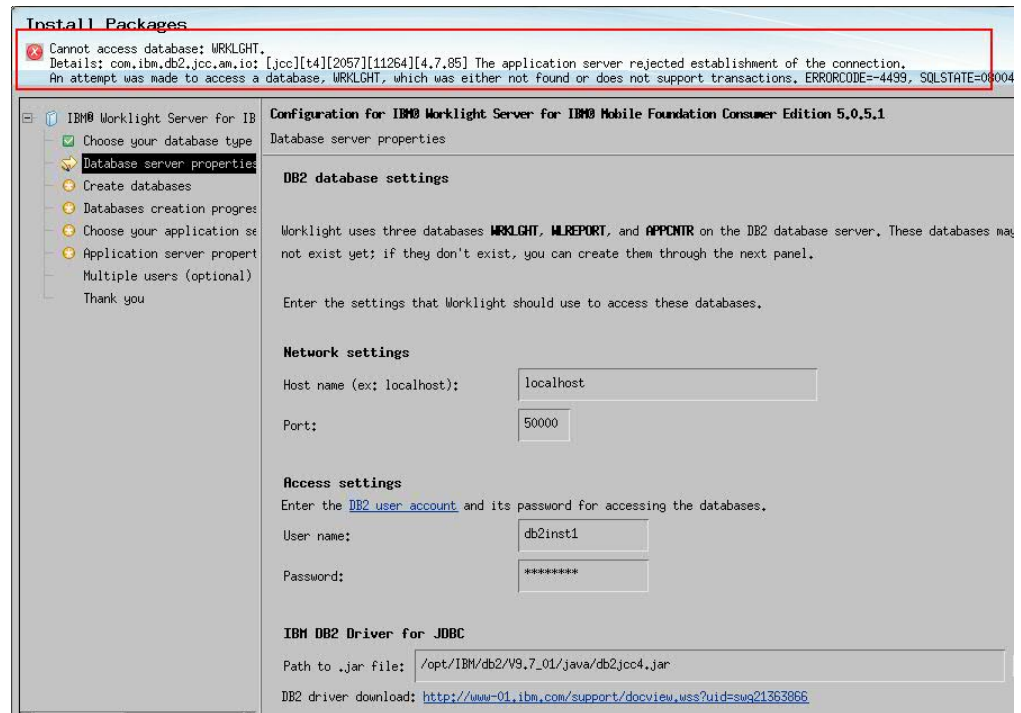 Install Packages
Cannot access database: WRKLGHT.
Details: com.ibm.db2.jcc.am.io: [jcc][t4][2057][11264][4.7.85] The application server rejected establishment of the connection.
An attempt was made to access a database, WRKLGHT, which was either not found or does not support transactions. ERRORCODE=-4499, SQLSTATE=08004
IBM® Worklight Server for IB
Choose your database type
Database server properties
Create databases
Databases creation progres
Choose your application se
Application server propert
Multiple users (optional)
Thank you
Configuration for IBM® Worklight Server for IBM® Mobile Foundation Consumer Edition 5.0.5.1
Database server properties
DB2 database settings
Worklight uses three databases WRKLGHT, WLREPORT, and APPCNTR on the DB2 database server. These databases may
not exist yet; if they don't exist, you can create them through the next panel.
Enter the settings that Worklight should use to access these databases.
Network settings
Host name (ex: localhost): localhost
Port: 50000
Access settings
Enter the DB2 user account and its password for accessing the databases.
User name: db2inst1
Password: ********
IBM DB2 Driver for JDBC
Path to .jar file: /opt/IBM/db2/V9.7_01/java/db2jcc4.jar
DB2 driver download: http://www-01.ibm.com/support/docview.wss?uid=swg21363866